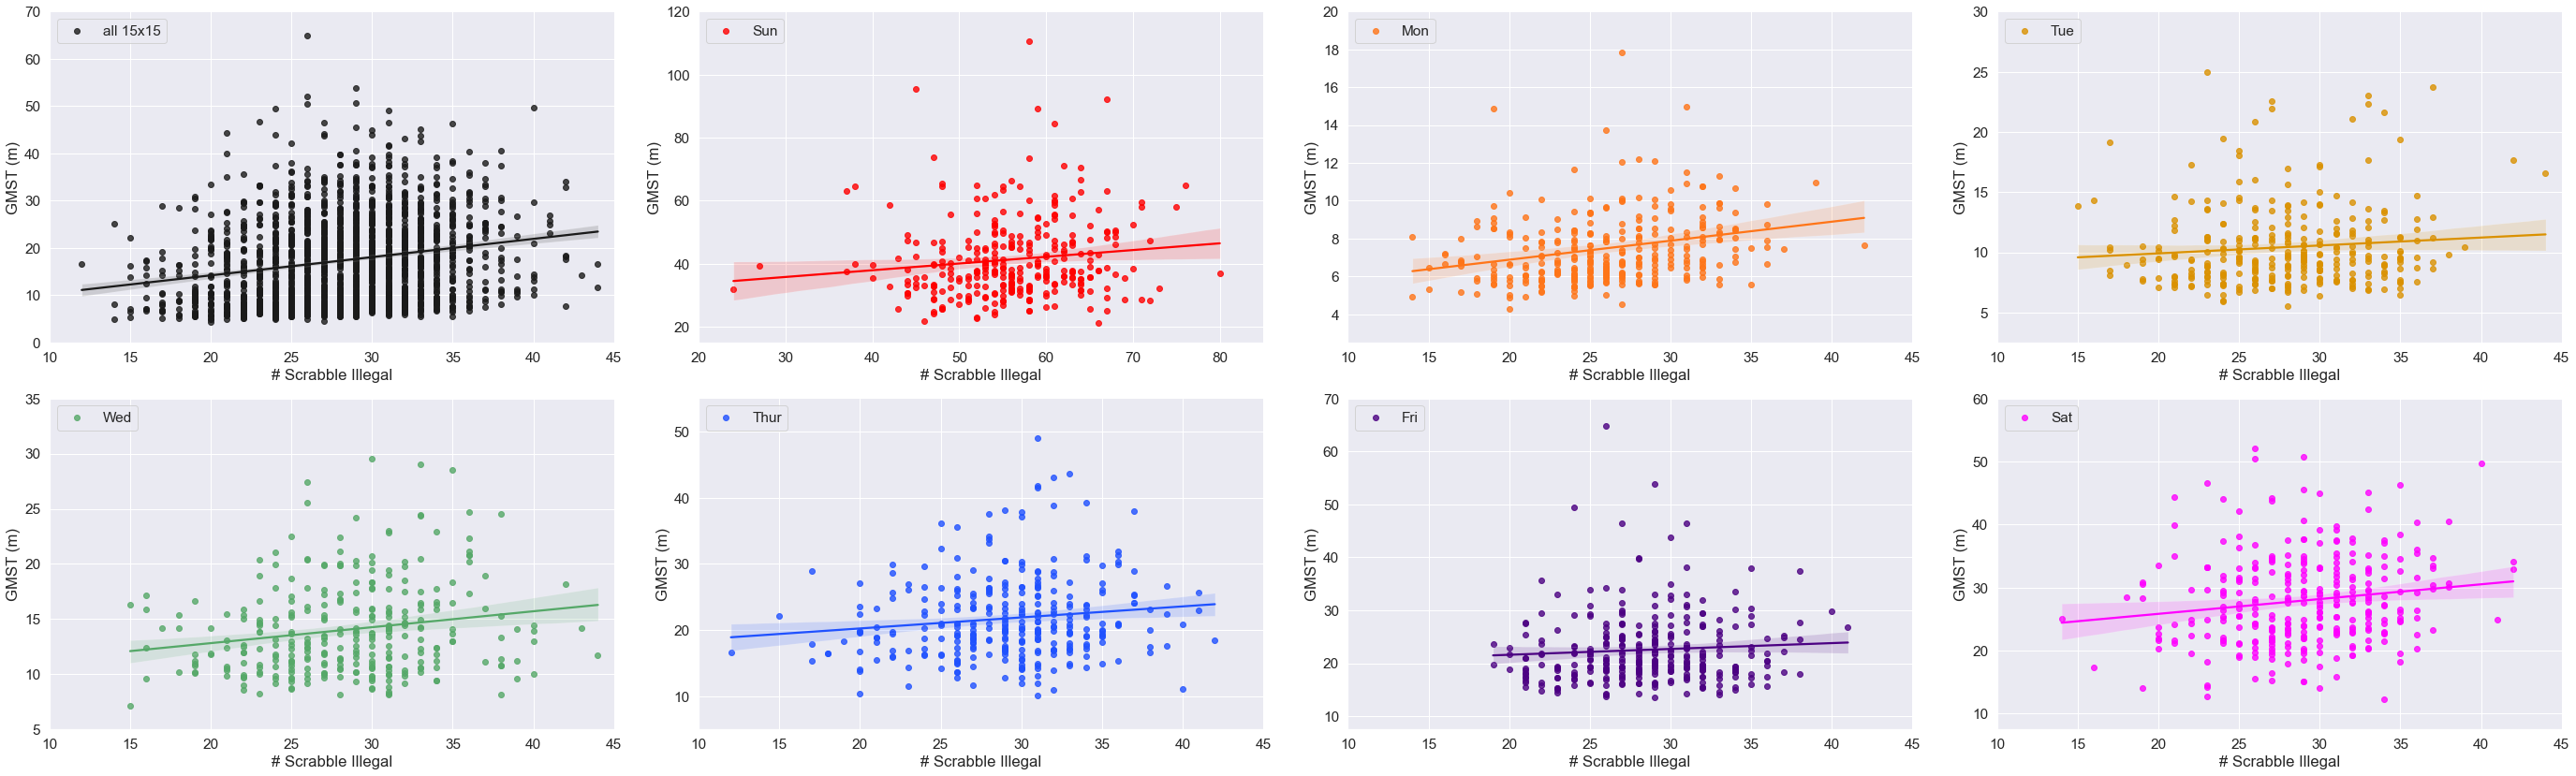 all 15x15
GMST (m)
70
60
50
40
30
20
10
0
10 15 20 25 30 35 40 45
# Scrabble Illegal
Sun
GMST (m)
120
100
80
60
40
20
20 30 40 50 60 70 80
# Scrabble Illegal
Mon
GMST (m)
20
18
16
14
12
10
8
6
4
10 15 20 25 30 35 40 45
# Scrabble Illegal
Tue
GMST (m)
30
25
20
15
10
5
10 15 20 25 30 35 40 45
# Scrabble Illegal
Wed
GMST (m)
35
30
25
20
15
10
5
10 15 20 25 30 35 40 45
# Scrabble Illegal
Thur
GMST (m)
50
40
30
20
10
10 15 20 25 30 35 40 45
# Scrabble Illegal
Fri
GMST (m)
70
60
50
40
30
20
10
10 15 20 25 30 35 40 45
# Scrabble Illegal
Sat
GMST (m)
60
50
40
30
20
10
10 15 20 25 30 35 40 45
# Scrabble Illegal